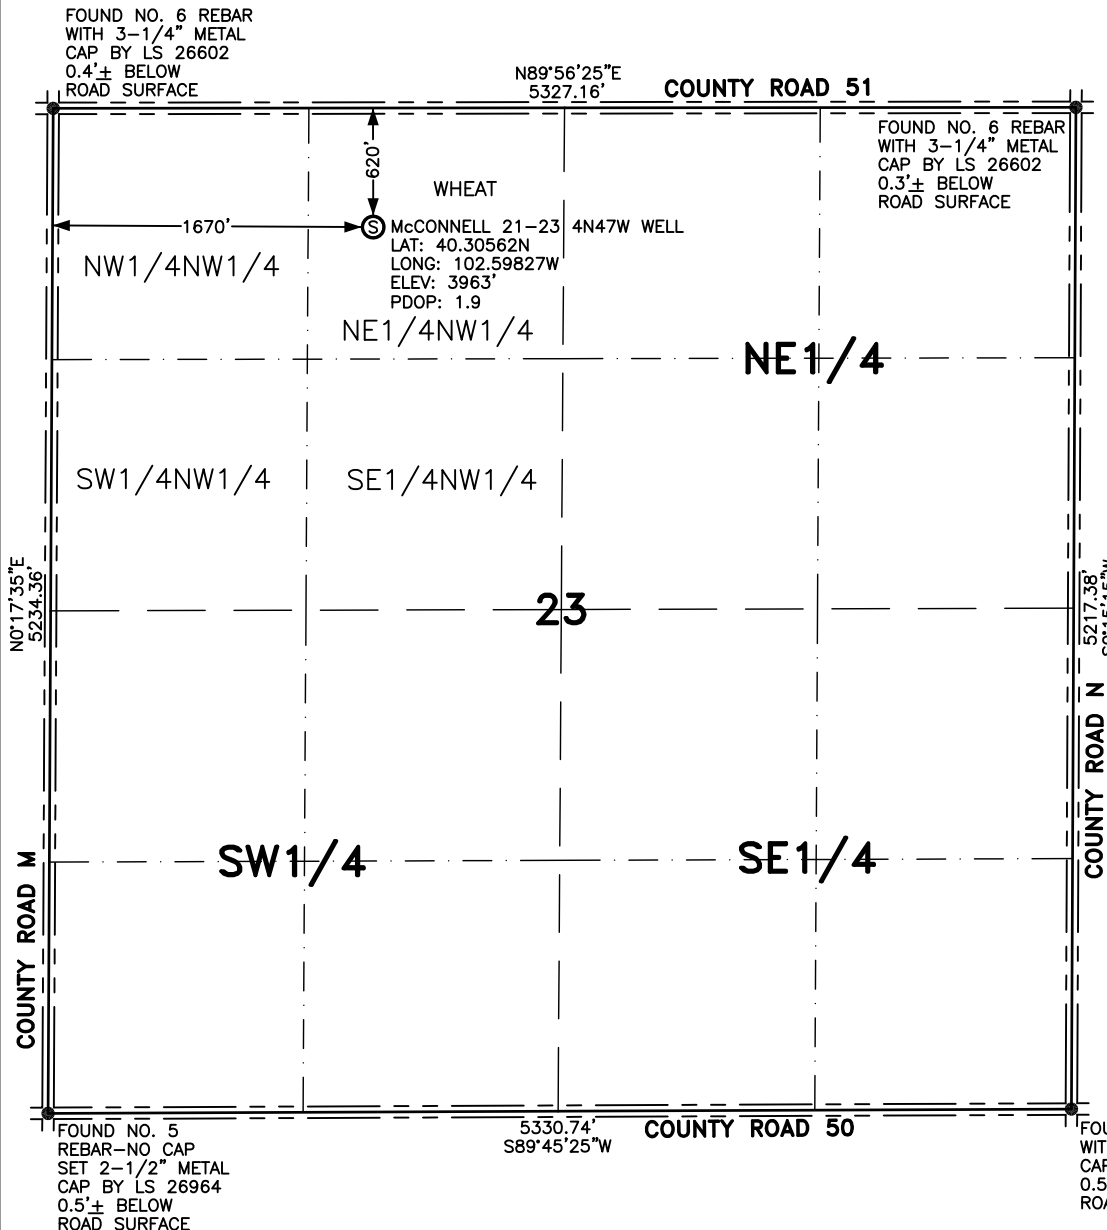 FOUND NO. 6 REBAR
WITH 3-1/4" METAL
CAP BY LS 26602
0.4'± BELOW
ROAD SURFACE
N89°56'25"E
5327.16'
COUNTY ROAD 51
FOUND NO. 6 REBAR
WITH 3-1/4" METAL
CAP BY LS 26602
0.3'± BELOW
ROAD SURFACE
620'
WHEAT
1670'
S
McCONNELL 21-23 4N47W WELL
LAT: 40.30562N
LONG: 102.59827W
ELEV: 3963'
PDOP: 1.9
NW1/4NW1/4
NE1/4NW1/4
NE1/4
SW1/4NW1/4
SE1/4NW1/4
N0°17'35"E
5234.36'
23
5217.38'
COUNTY ROAD N
SW1/4
SE1/4
COUNTY ROAD M
5330.74'
S89°45'25"W
COUNTY ROAD 50
FOUND NO. 5
REBAR-NO CAP
SET 2-1/2" METAL
CAP BY LS 26964
0.5'± BELOW
ROAD SURFACE
FOU
WIT
CAP
0.5
ROA